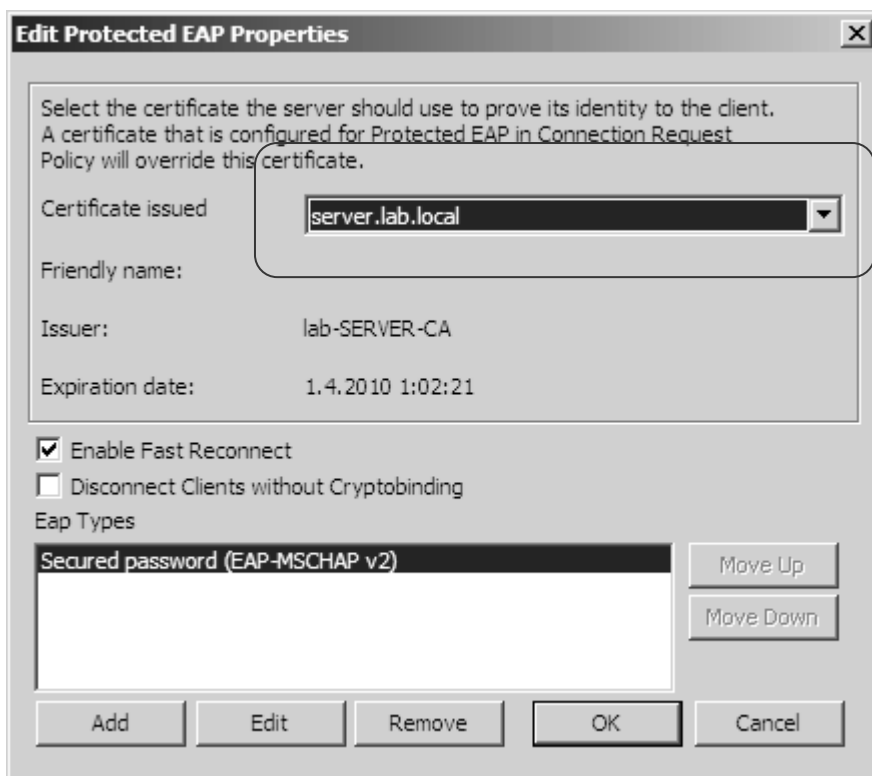 Edit Protected EAP Properties
Select the certificate the server should use to prove its identity to the client.
A certificate that is configured for Protected EAP in Connection Request
Policy will override this certificate.
Certificate issued server.lab.local
Friendly name:
Issuer: lab-SERVER-CA
Expiration date: 1.4.2010 1:02:21
Enable Fast Reconnect
Disconnect Clients without Cryptobinding
Eap Types
Secured password (EAP-MSCHAP v2)
Move Up
Move Down
Add Edit Remove OK Cancel